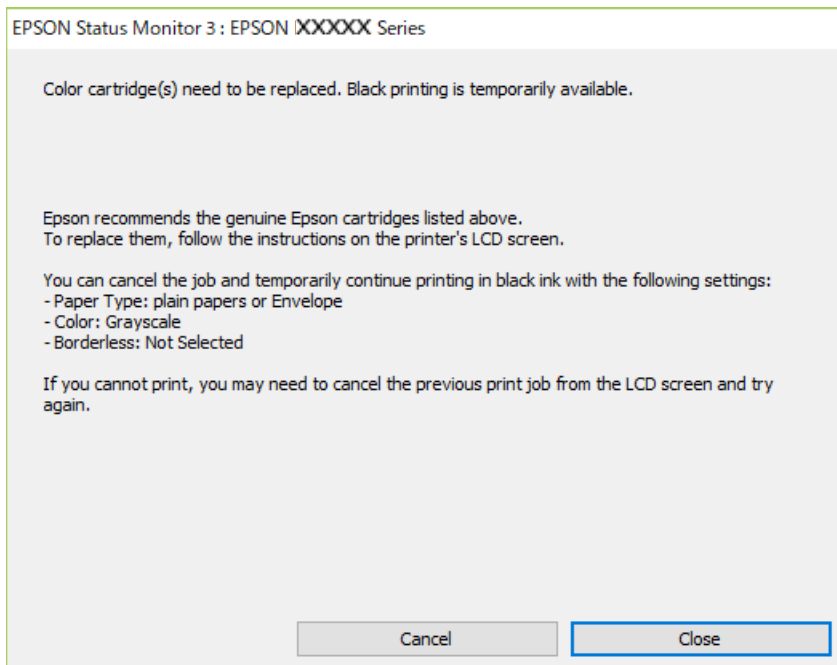 EPSON Status Monitor 3 : EPSON XXXXX Series
Color cartridge(s) need to be replaced. Black printing is temporarily available.
Epson recommends the genuine Epson cartridges listed above.
To replace them, follow the instructions on the printer's LCD screen.
You can cancel the job and temporarily continue printing in black ink with the following settings:
- Paper Type: plain papers or Envelope
- Color: Grayscale
- Borderless: Not Selected
If you cannot print, you may need to cancel the previous print job from the LCD screen and try
again.
Cancel Close